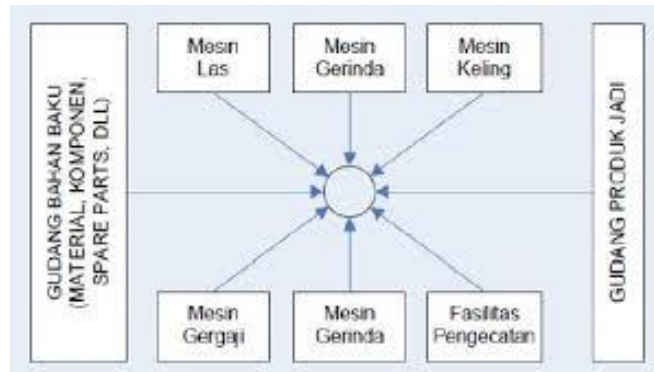 GUDANG BAHAN BAKU
(MATERIAL, KOMPONEN,
SPARE PARTS, DLL)
Mesin
Las
Mesin
Gerinda
Mesin
Keling
Mesin
Gergaji
Mesin
Gerinda
Fasilitas
Pengecatan
GUDANG PRODUK JADI